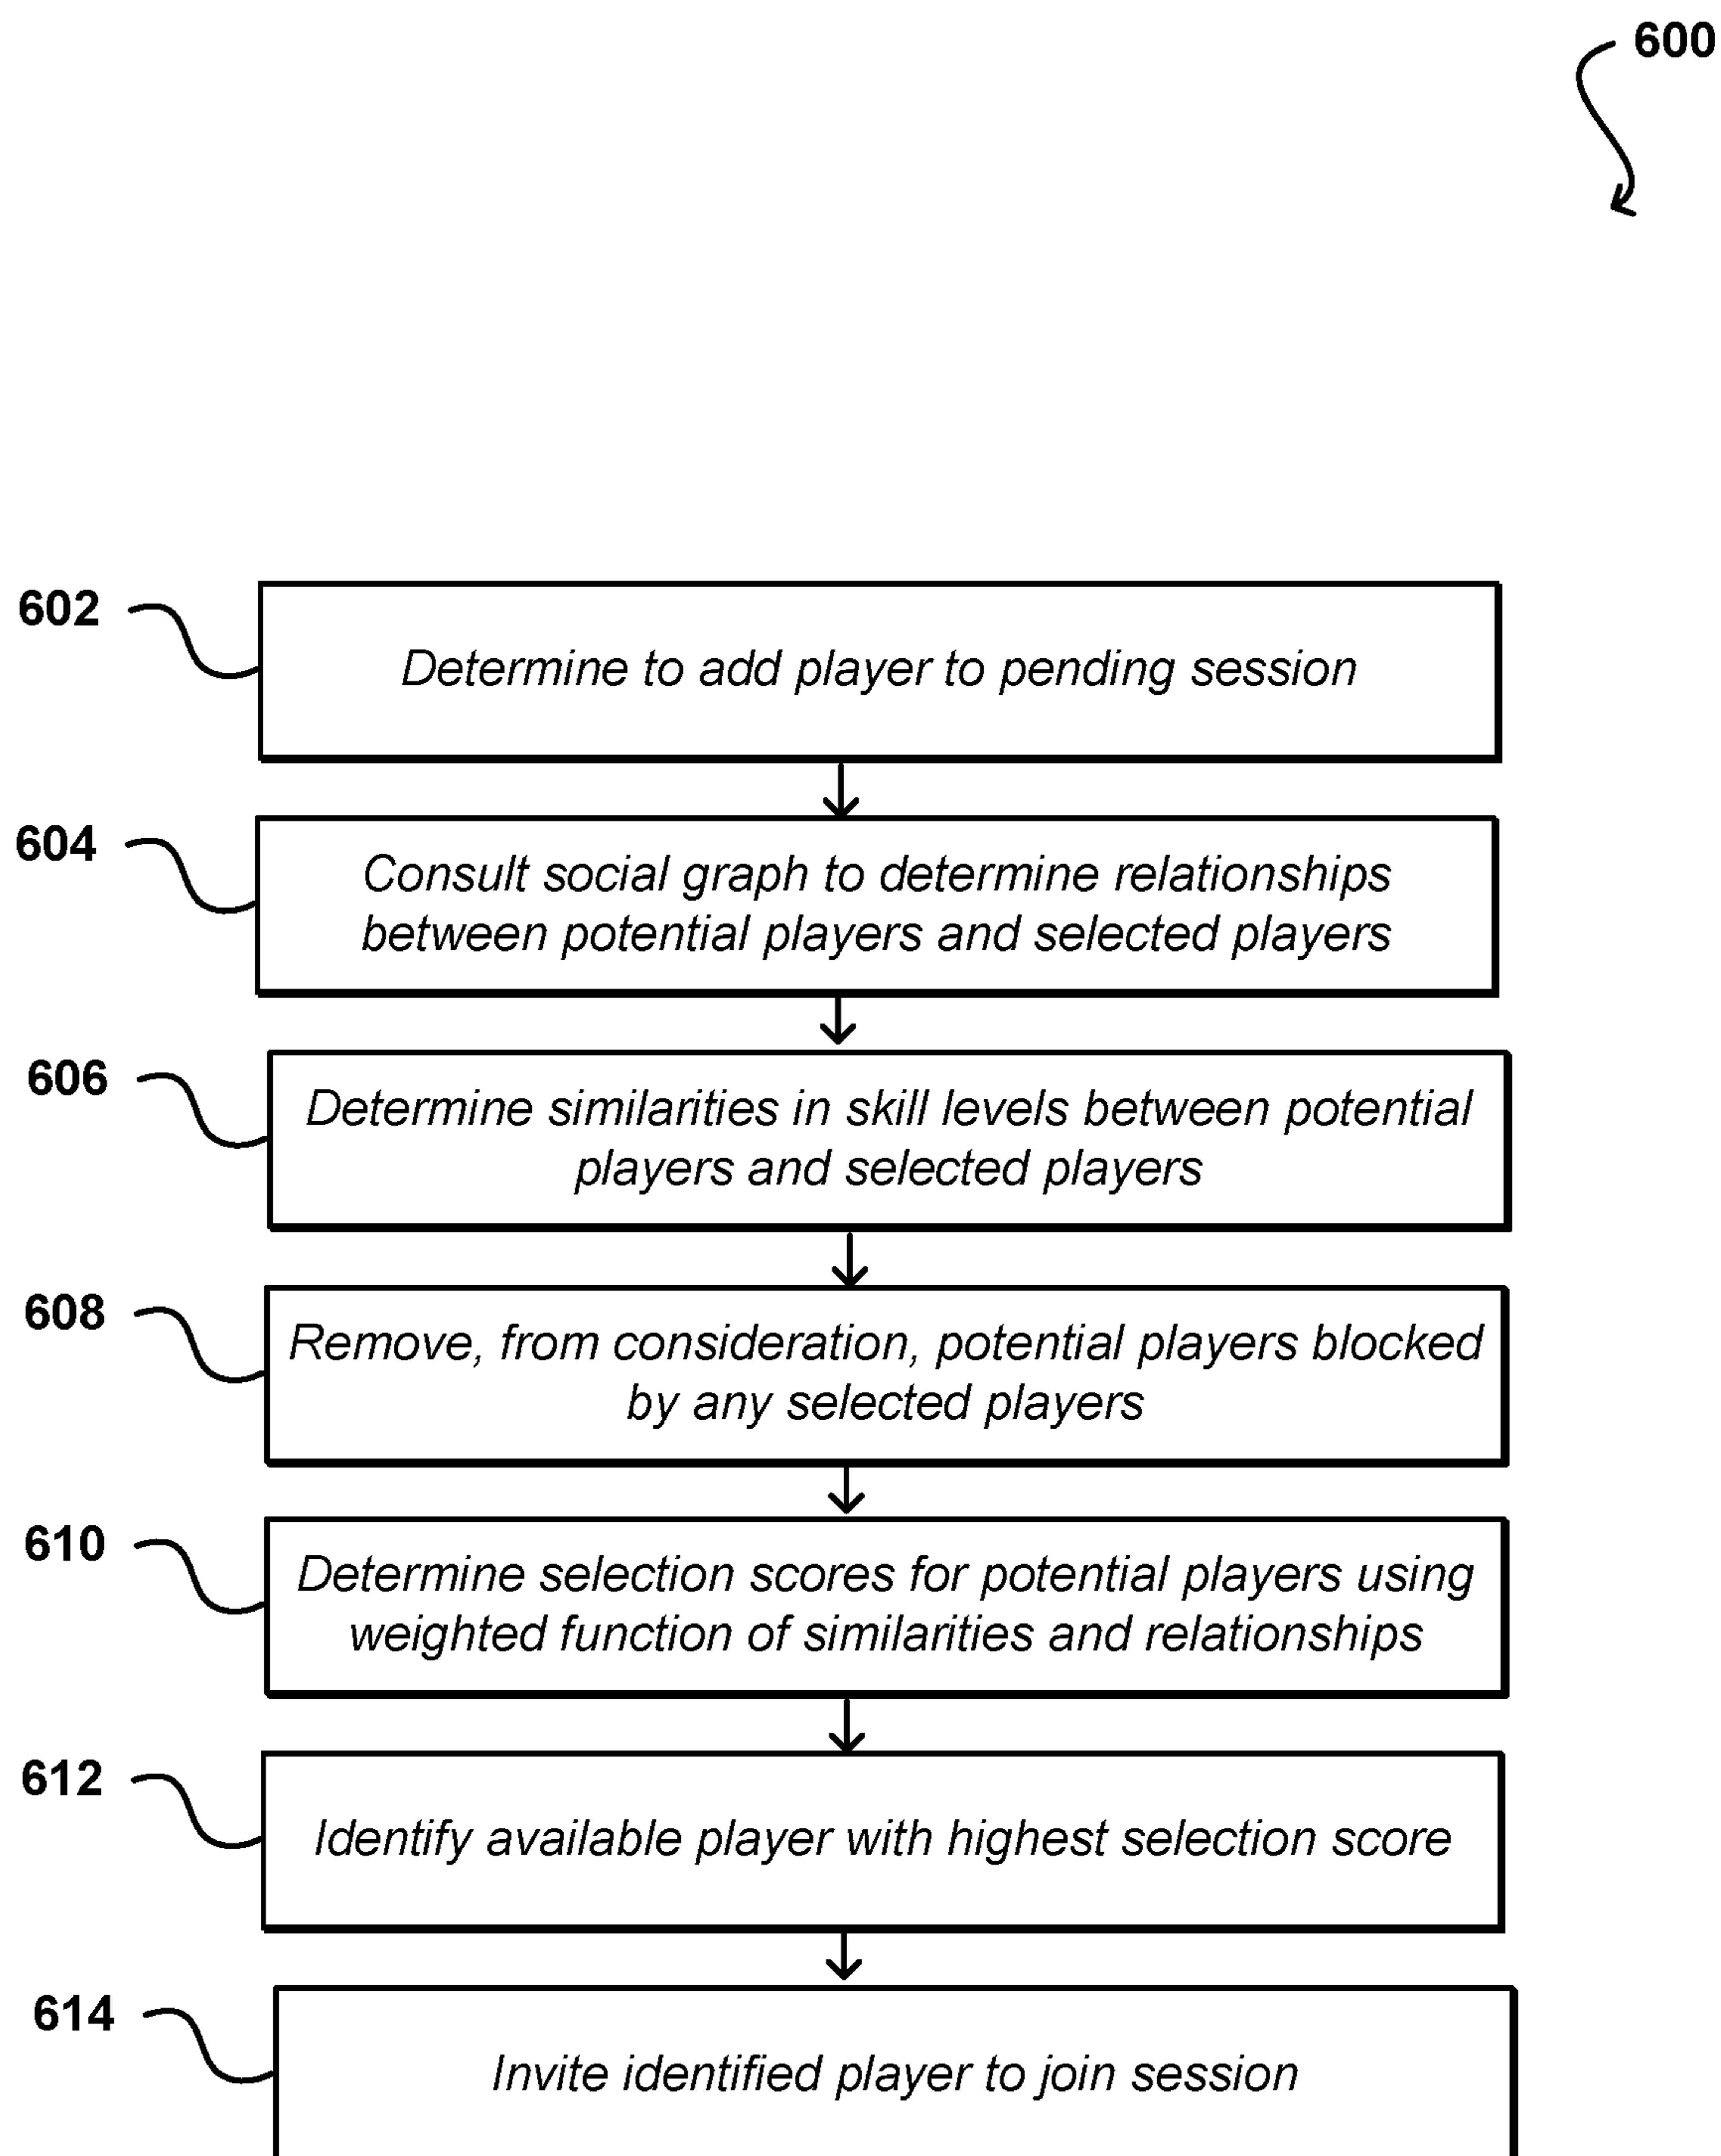 600
602
Determine to add player to pending session
604
Consult social graph to determine relationships
between potential players and selected players
606
Determine similarities in skill levels between potential
players and selected players
608
Remove, from consideration, potential players blocked
by any selected players
610
Determine selection scores for potential players using
weighted function of similarities and relationships
612
Identify available player with highest selection score
614
Invite identified player to join session